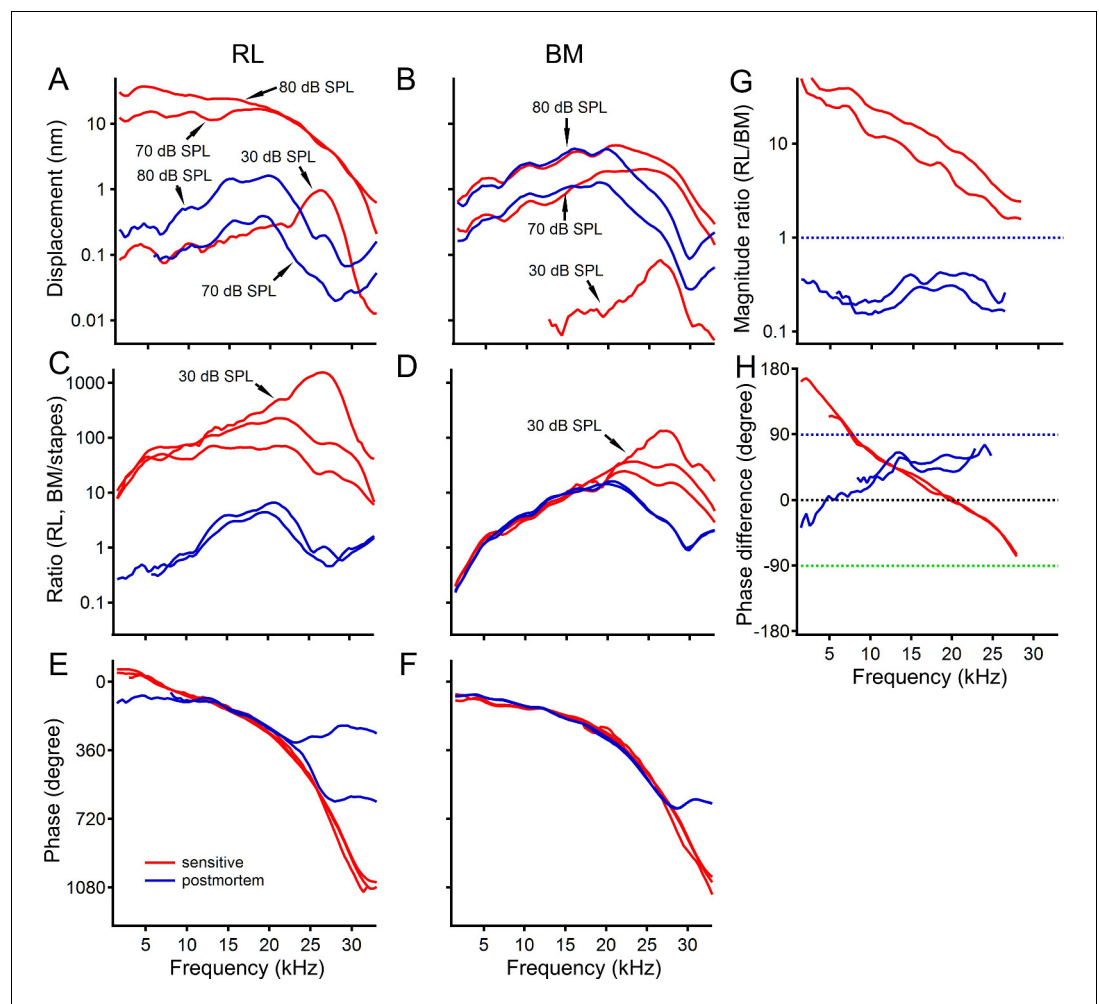 RL
BM
A
Displacement (nm)
10
1
0.1
0.01
80 dB SPL
70 dB SPL
80 dB SPL
30 dB SPL
70 dB SPL
B
80 dB SPL
70 dB SPL
30 dB SPL
G
Magnitude ratio (RL/BM)
10
1
0.1
C
Ratio (RL, BM/stapes)
1000
100
10
1
0.1
30 dB SPL
D
30 dB SPL
H
Phase difference (degree)
180
90
0
-90
-180
5 10 15 20 25 30
Frequency (kHz)
E
Phase (degree)
0
360
720
1080
sensitive
postmortem
5 10 15 20 25 30
Frequency (kHz)
F
5 10 15 20 25 30
Frequency (kHz)